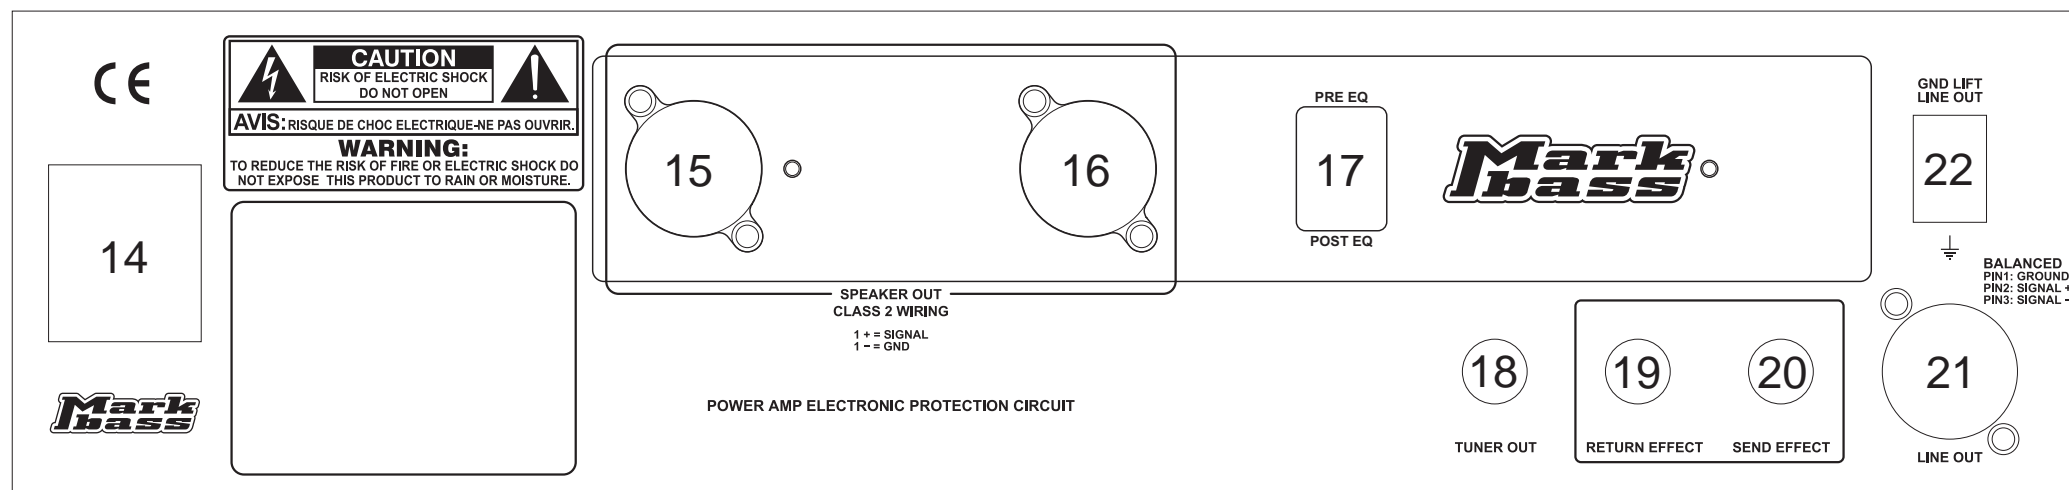 CE
CAUTION
RISK OF ELECTRIC SHOCK
DO NOT OPEN
AVIS: RISQUE DE CHOC ELECTRIQUE-NE PAS OUVRIR.
WARNING:
TO REDUCE THE RISK OF FIRE OR ELECTRIC SHOCK DO
NOT EXPOSE THIS PRODUCT TO RAIN OR MOISTURE.
14
Mark
bass
15
16
SPEAKER OUT
CLASS 2 WIRING
1 + = SIGNAL
1 - = GND
POWER AMP ELECTRONIC PROTECTION CIRCUIT
PRE EQ
17
POST EQ
Mark
bass
GND LIFT
LINE OUT
22
BALANCED
PIN1: GROUND
PIN2: SIGNAL +
PIN3: SIGNAL -
18
TUNER OUT
19
RETURN EFFECT
20
SEND EFFECT
21
LINE OUT